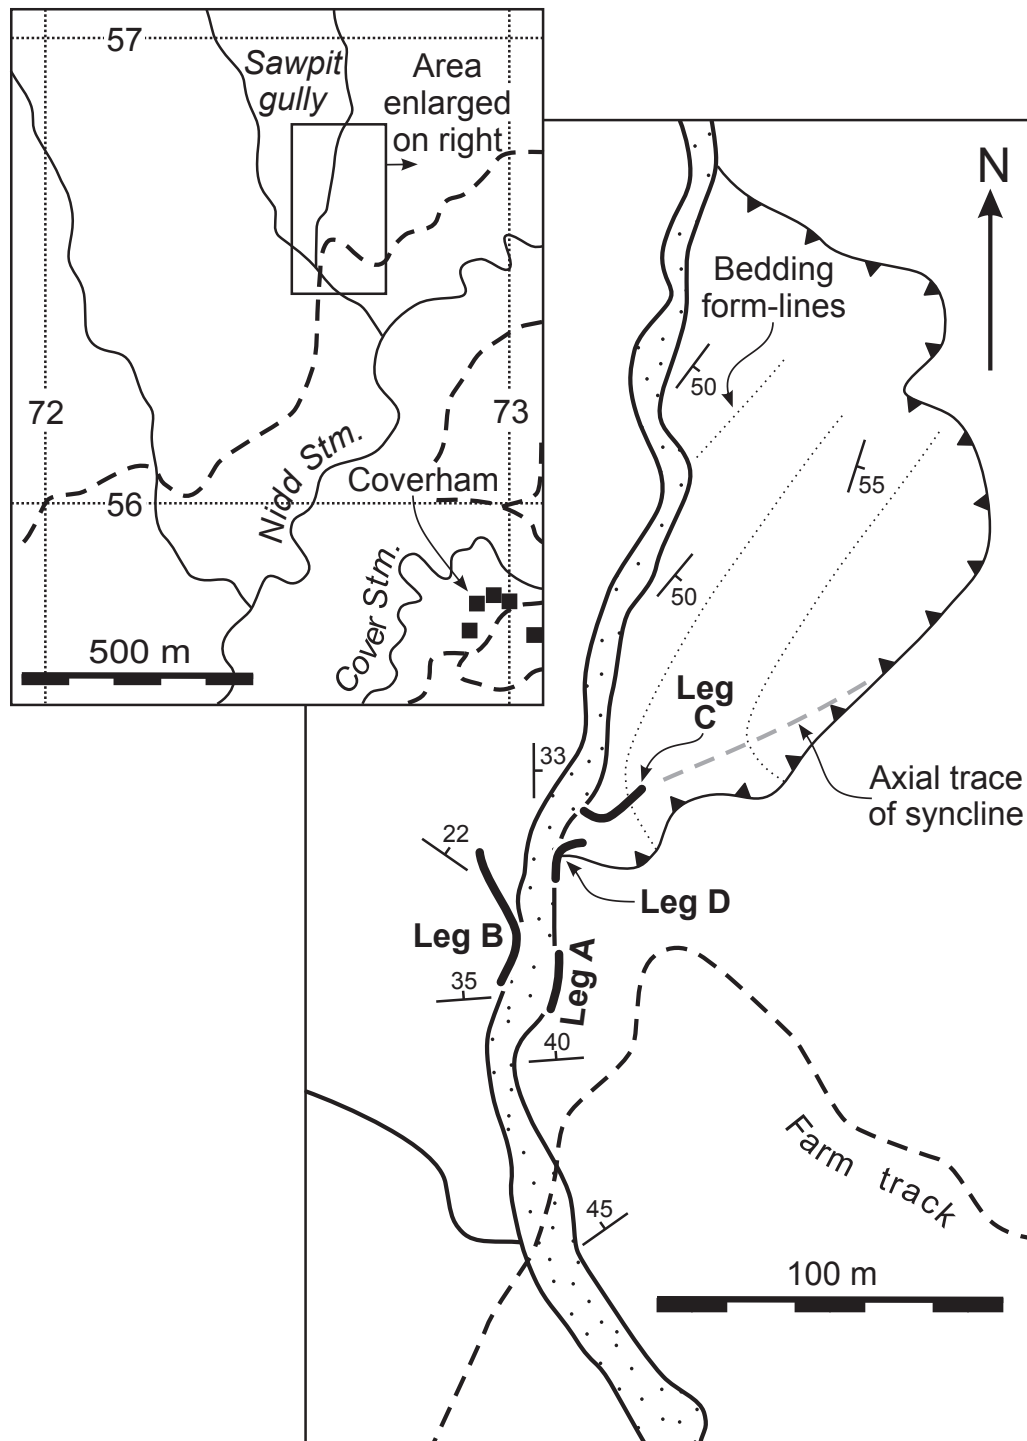 57
Sawpit
gully
Area
enlarged
on right
72
73
Nidd Stm.
Coverham
56
Cover Stm.
500 m
N
Bedding
form-lines
50
55
50
Leg
C
33
Axial trace
of syncline
22
Leg D
Leg B
Leg A
35
40
Farm track
45
100 m